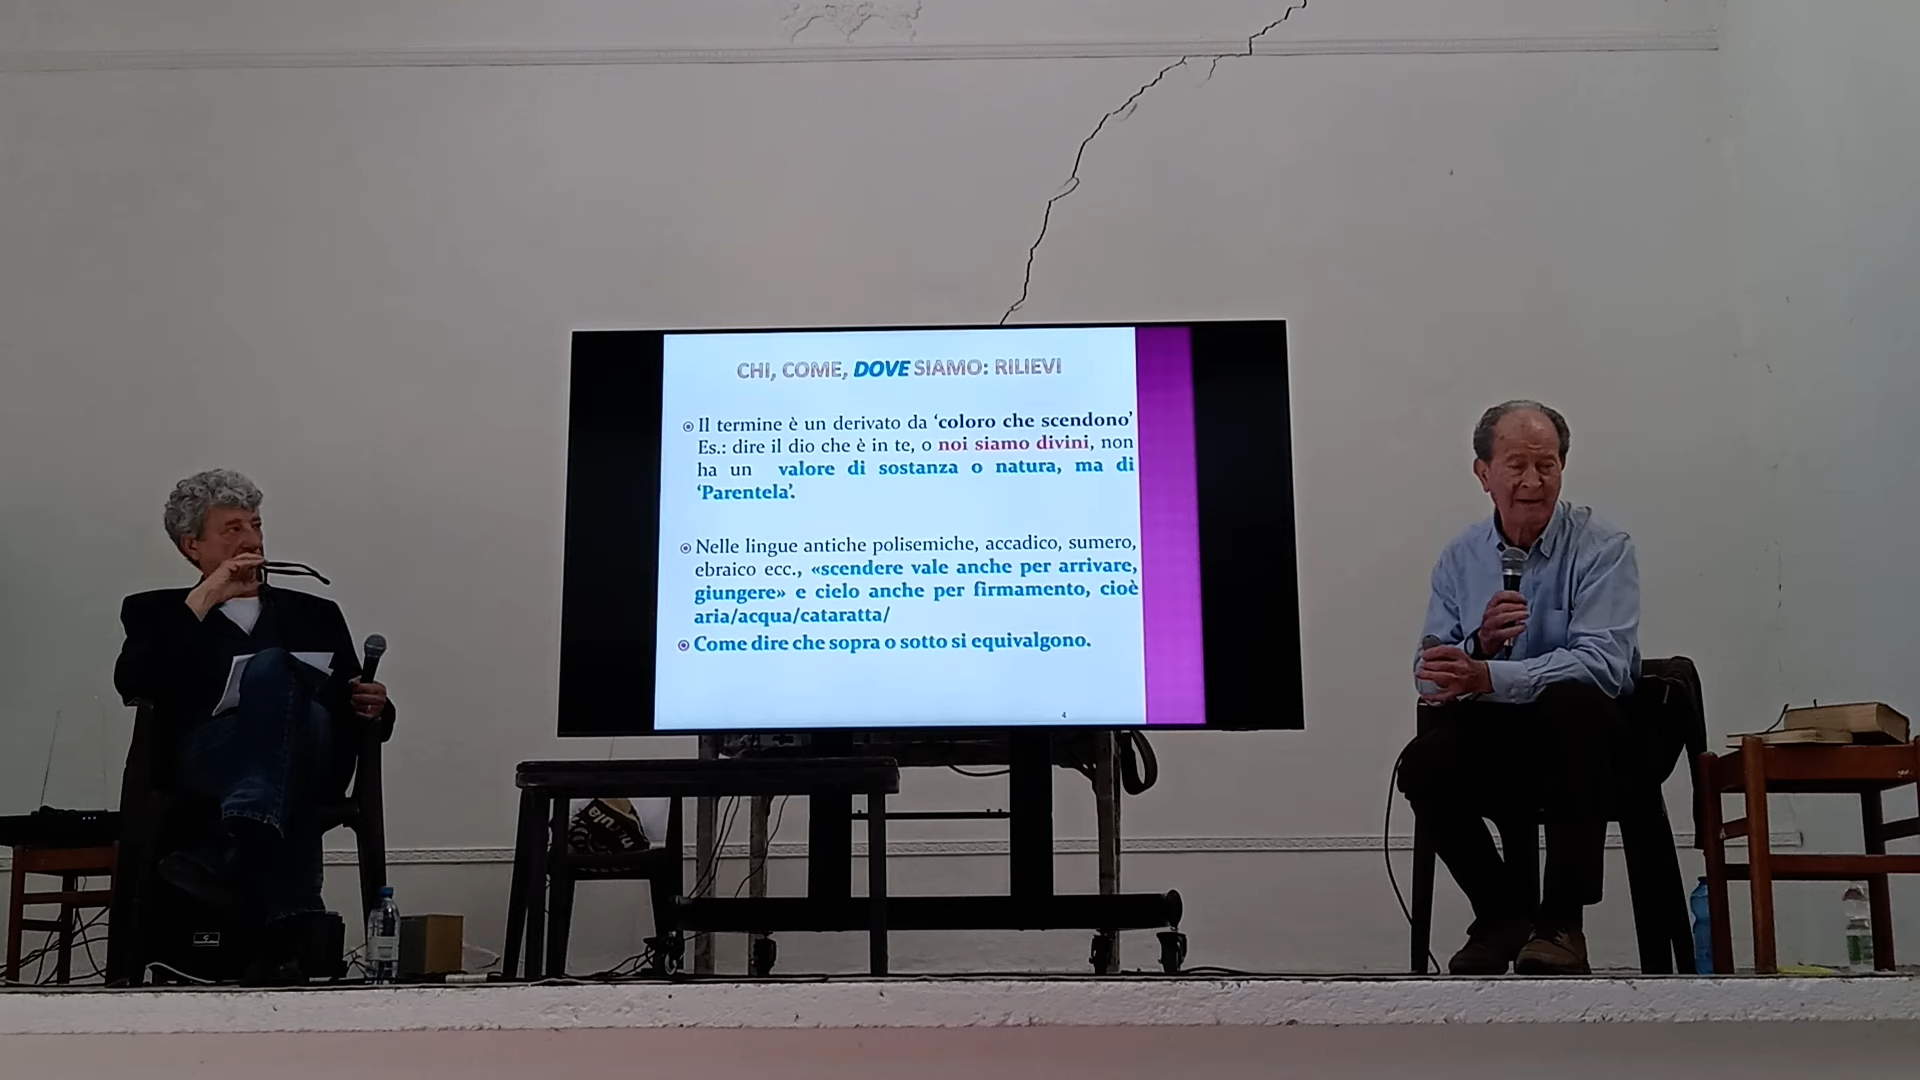 CHI, COME, DOVE SIAMO: RILIEVI
Il termine è un derivato da ‘coloro che scendono’
Es.: dire il dio che è in te, o noi siamo divini, non
ha un valore di sostanza o natura, ma di
‘Parentela’.
Nelle lingue antiche polisemiche, accadico, sumero,
ebraico ecc., «scendere vale anche per arrivare,
giungere» e cielo anche per firmamento, cioè
aria/acqua/cataratta/
Come dire che sopra o sotto si equivalgono.
4